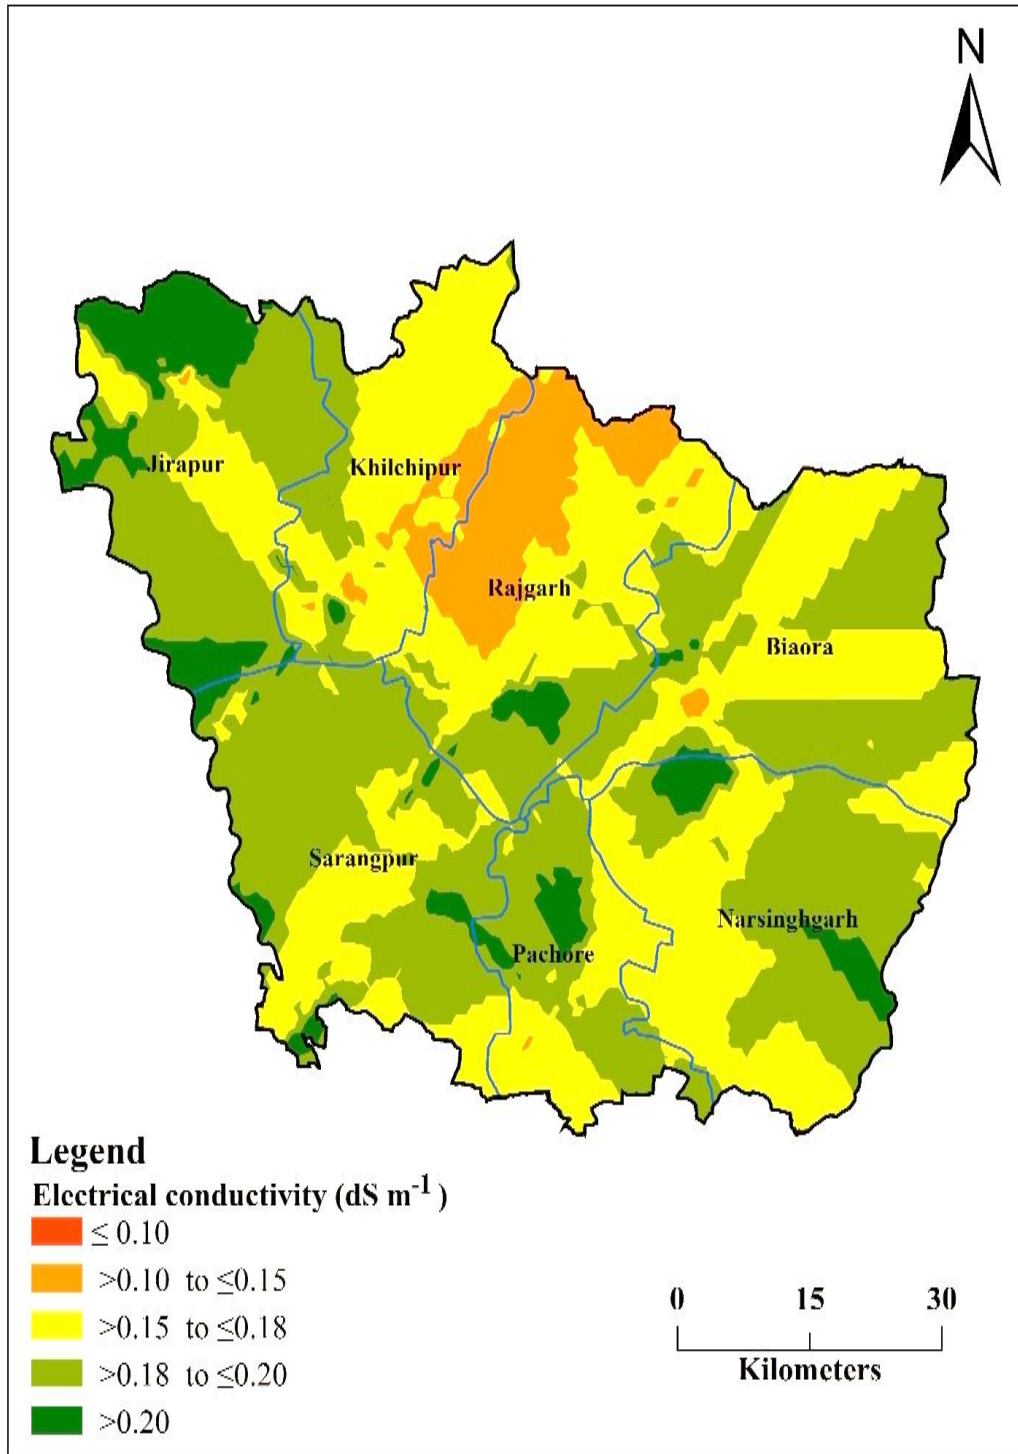 N
Jirapur
Khilchipur
Rajgarh
Biaora
Sarangpur
Narsinghgarh
Pachore
Legend
Electrical conductivity (dS m-1 )
≤ 0.10
>0.10 to ≤0.15
>0.15 to ≤0.18
>0.18 to ≤0.20
>0.20
0 15 30
Kilometers